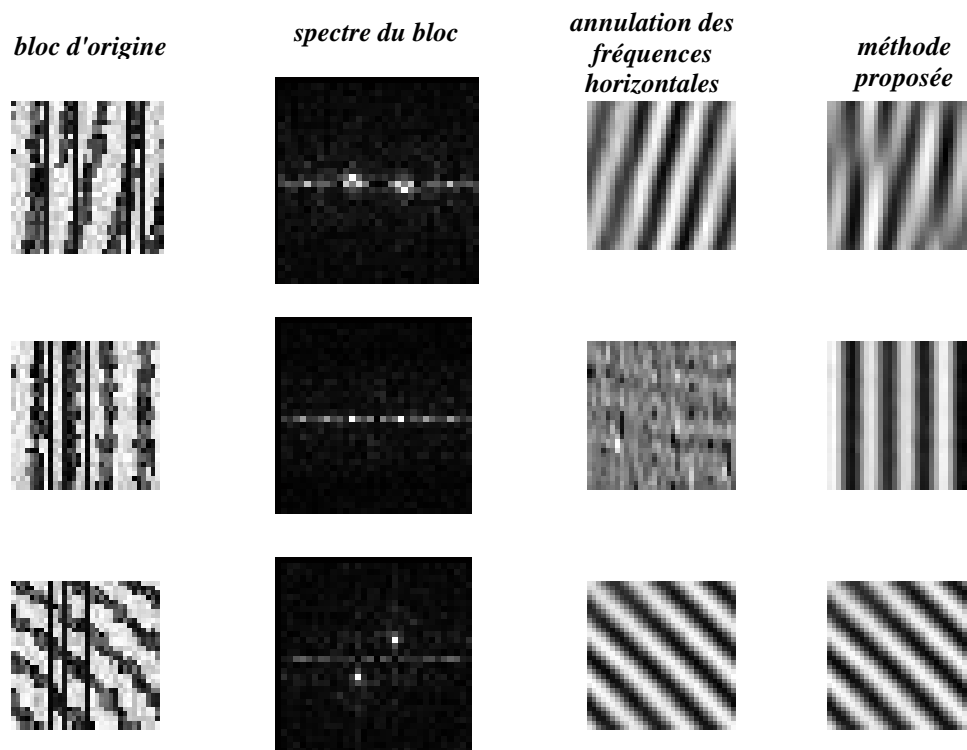 bloc d'origine
spectre du bloc
annulation des
fréquences
horizontales
méthode
proposée